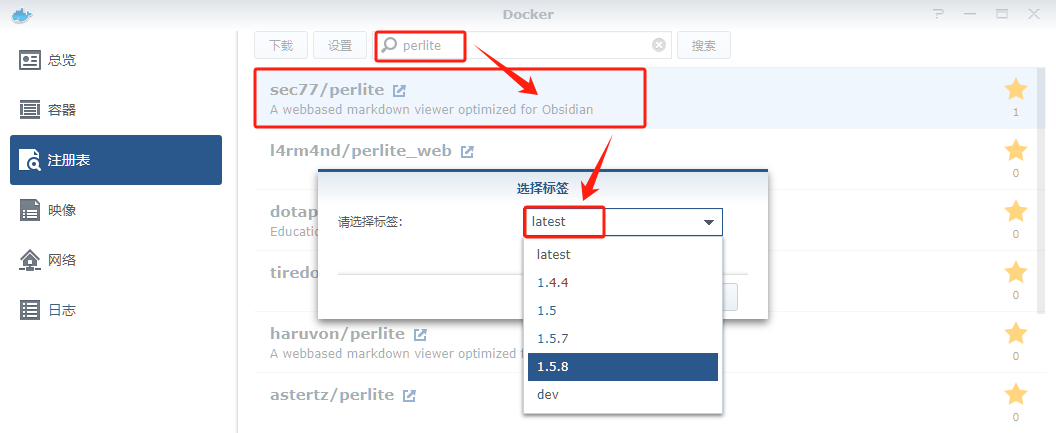 Docker
总览
容器
注册表
映像
网络
日志
下载
设置
perlite
搜索
sec77/perlite
A webbased markdown viewer optimized for Obsidian
1
l4rm4nd/perlite_web
0
dotap
Educatio
0
tiredo
0
haruvon/perlite
A webbased markdown viewer optimized f
0
astertz/perlite
0
选择标签
请选择标签:
latest
latest
1.4.4
1.5
1.5.7
1.5.8
dev